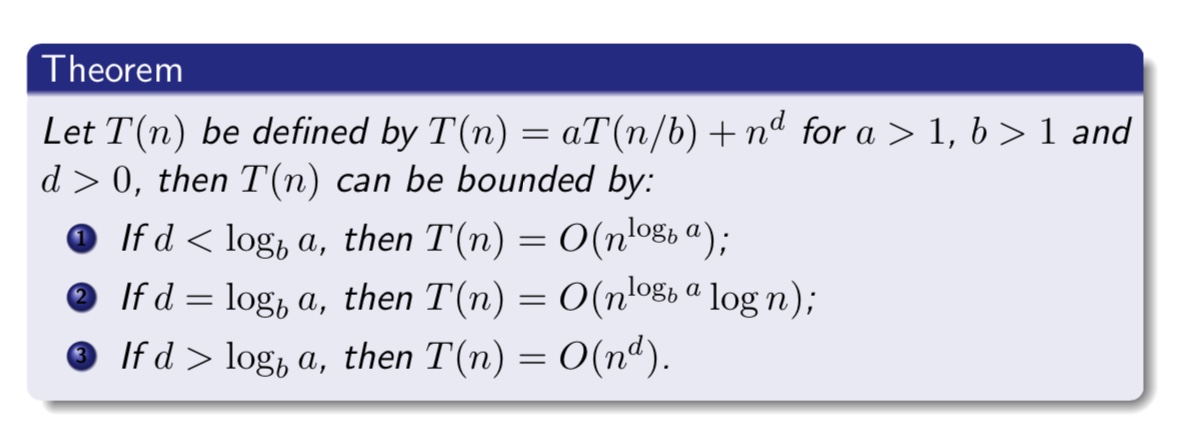 Theorem
Let T(n) be defined by T(n) = aT(n/b) + n^d for a > 1, b > 1 and
d > 0, then T(n) can be bounded by:
1 If d < log_b a, then T(n) = O(n^{log_b a});
2 If d = log_b a, then T(n) = O(n^{log_b a} log n);
3 If d > log_b a, then T(n) = O(n^d).